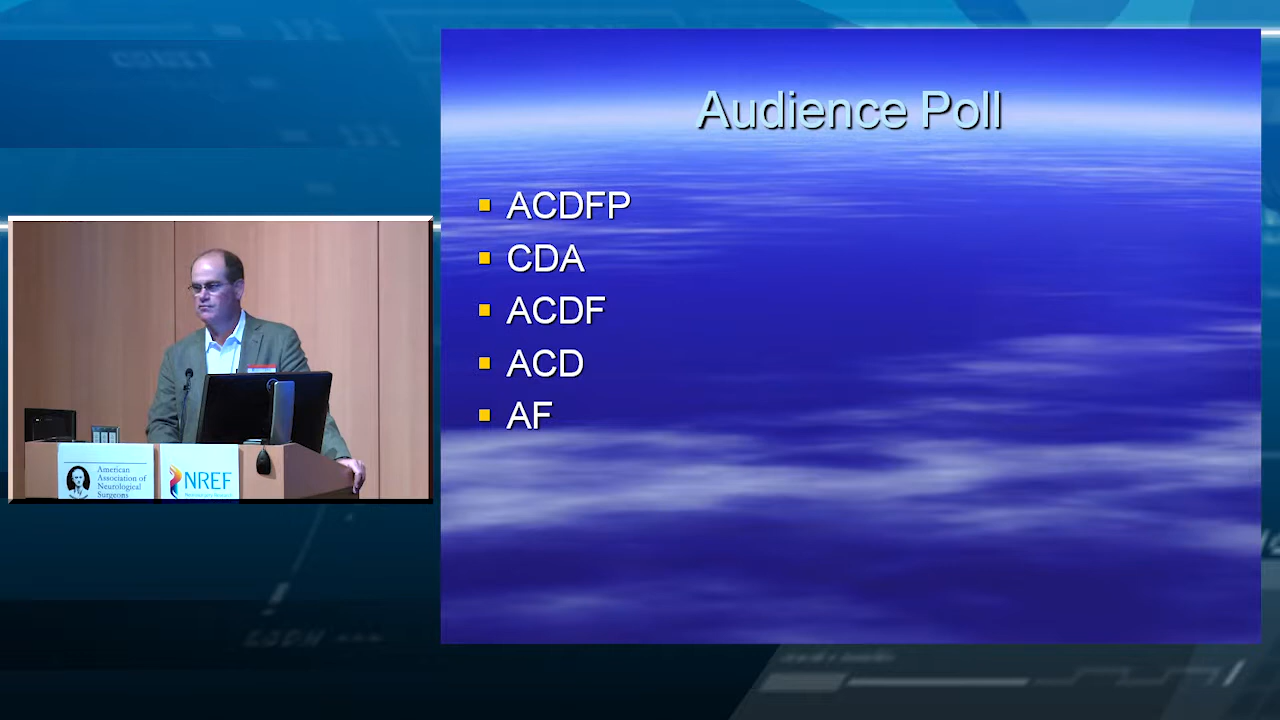 Audience Poll
ACDFP
CDA
ACDF
ACD
AF
American
Association of
Neurological
Surgeons
NREF